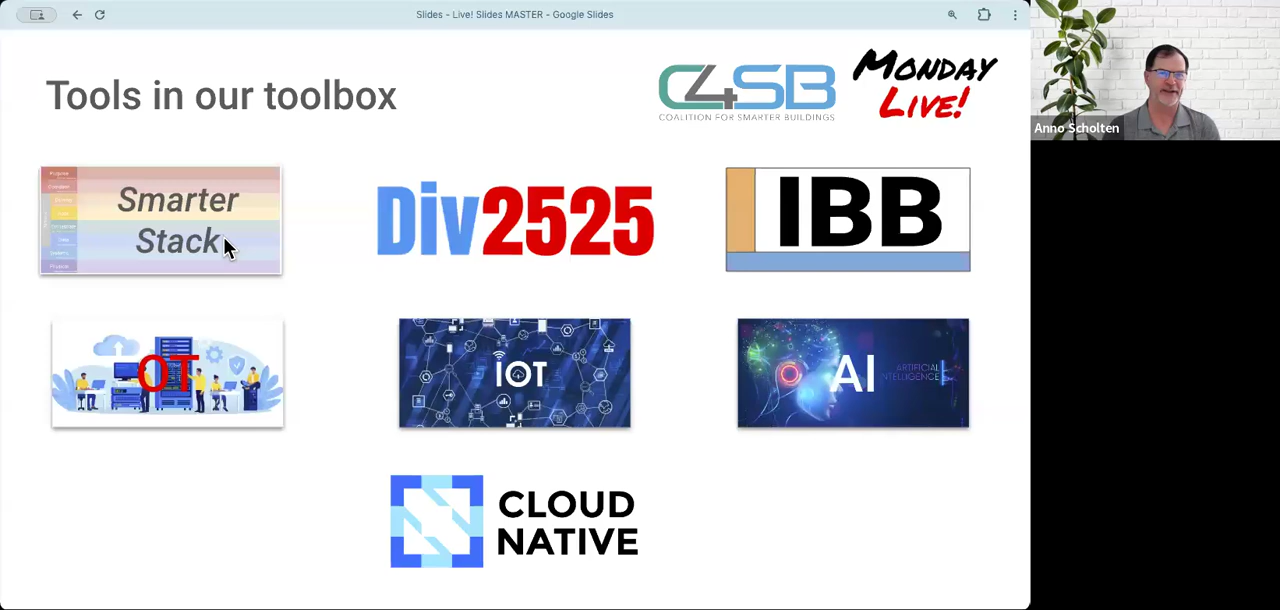 Slides - Live! Slides MASTER - Google Slides
Tools in our toolbox
C4SB
COALITION FOR SMARTER BUILDINGS
MONDAY
LIVE!
Anno Scholten
Smarter
Stack
Div2525
IBB
OT
IOT
AI
ARTIFICIAL
INTELLIGENCE
CLOUD
NATIVE